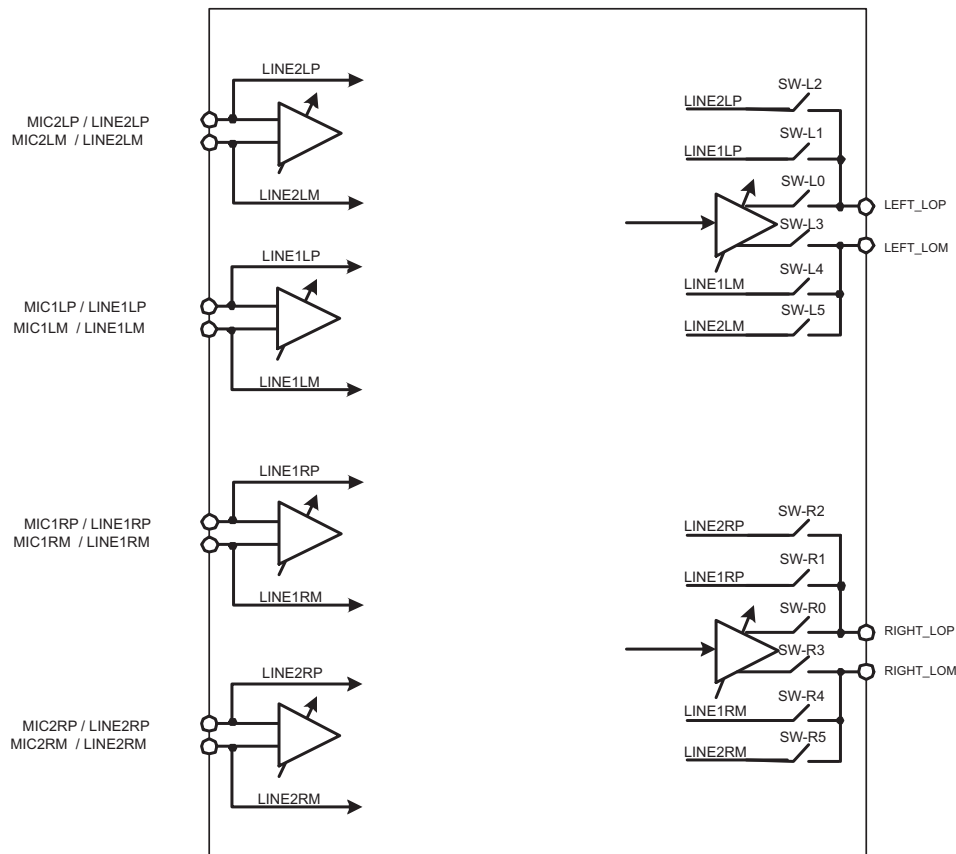 LINE2LP
MIC2LP / LINE2LP
MIC2LM / LINE2LM
LINE2LM
LINE1LP
MIC1LP / LINE1LP
MIC1LM / LINE1LM
LINE1LM
LINE1RP
MIC1RP / LINE1RP
MIC1RM / LINE1RM
LINE1RM
LINE2RP
MIC2RP / LINE2RP
MIC2RM / LINE2RM
LINE2RM
SW-L2
LINE2LP
SW-L1
LINE1LP
SW-L0
LEFT_LOP
SW-L3
LEFT_LOM
SW-L4
LINE1LM
SW-L5
LINE2LM
SW-R2
LINE2RP
SW-R1
LINE1RP
SW-R0
RIGHT_LOP
SW-R3
RIGHT_LOM
SW-R4
LINE1RM
SW-R5
LINE2RM